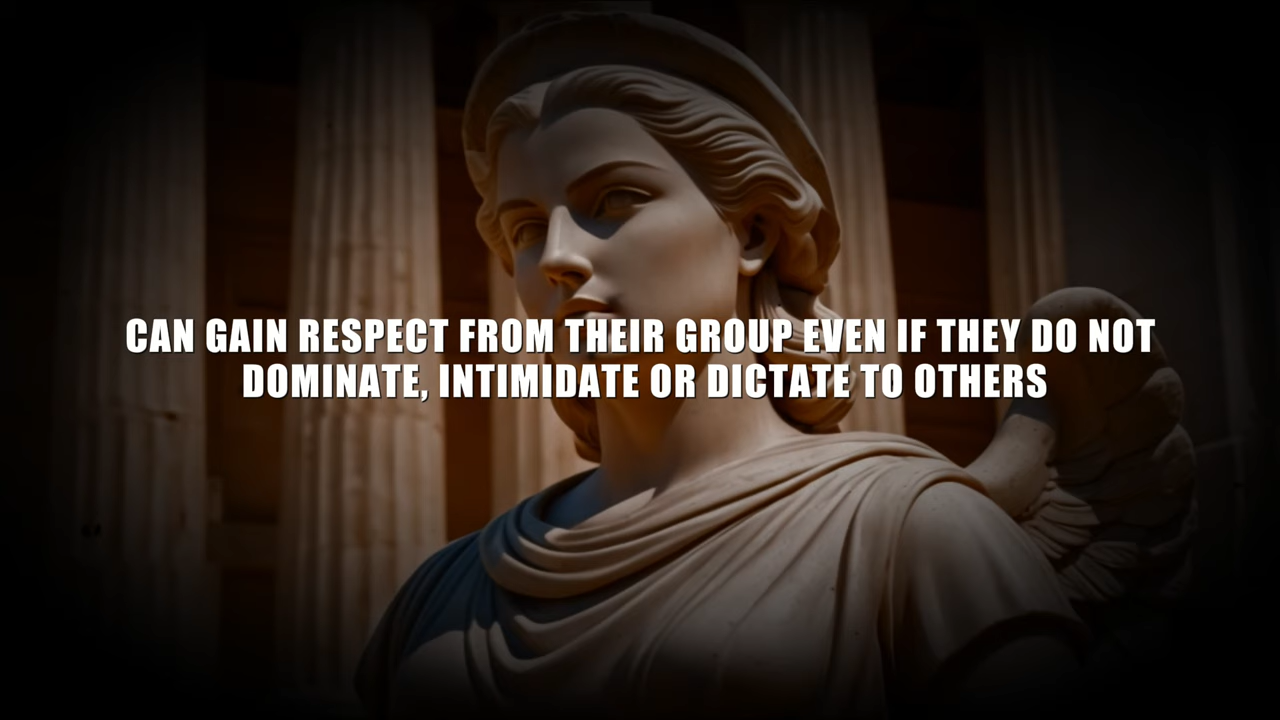 CAN GAIN RESPECT FROM THEIR GROUP EVEN IF THEY DO NOT
DOMINATE, INTIMIDATE OR DICTATE TO OTHERS